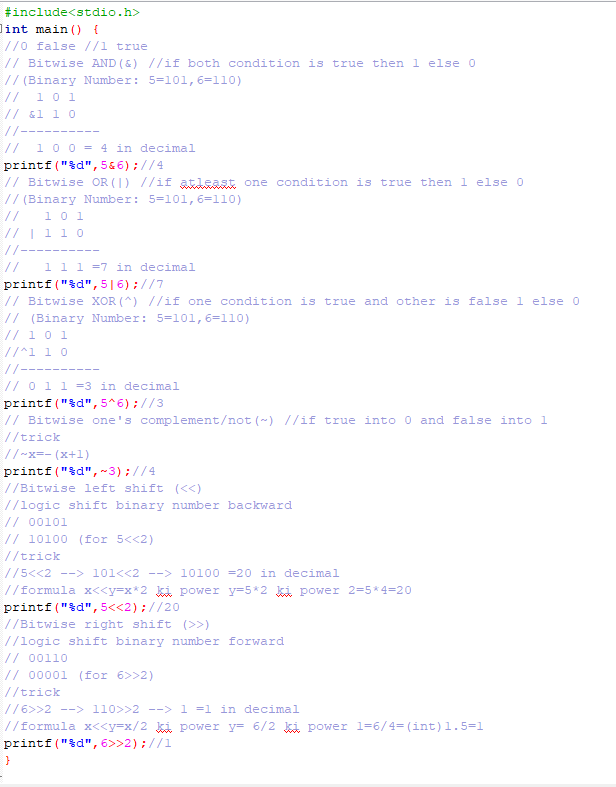 #include<stdio.h>
int main() {
//0 false //1 true
// Bitwise AND(&) //if both condition is true then 1 else 0
//(Binary Number: 5=101,6=110)
//  1 0 1
// &1 1 0
//----------
//  1 0 0 = 4 in decimal
printf("%d",5&6);//4
// Bitwise OR(|) //if atleast one condition is true then 1 else 0
//(Binary Number: 5=101,6=110)
//   1 0 1
// | 1 1 0
//----------
//   1 1 1 =7 in decimal
printf("%d",5|6);//7
// Bitwise XOR(^) //if one condition is true and other is false 1 else 0
// (Binary Number: 5=101,6=110)
// 1 0 1
//^1 1 0
//----------
// 0 1 1 =3 in decimal
printf("%d",5^6);//3
// Bitwise one's complement/not(~) //if true into 0 and false into 1
//trick
//~x=-(x+1)
printf("%d",~3);//4
//Bitwise left shift (<<)
//logic shift binary number backward
// 00101
// 10100 (for 5<<2)
//trick
//5<<2 --> 101<<2 --> 10100 =20 in decimal
//formula x<<y=x*2 ki power y=5*2 ki power 2=5*4=20
printf("%d",5<<2);//20
//Bitwise right shift (>>)
//logic shift binary number forward
// 00110
// 00001 (for 6>>2)
//trick
//6>>2 --> 110>>2 --> 1 =1 in decimal
//formula x<<y=x/2 ki power y= 6/2 ki power 1=6/4=(int)1.5=1
printf("%d",6>>2);//1
}